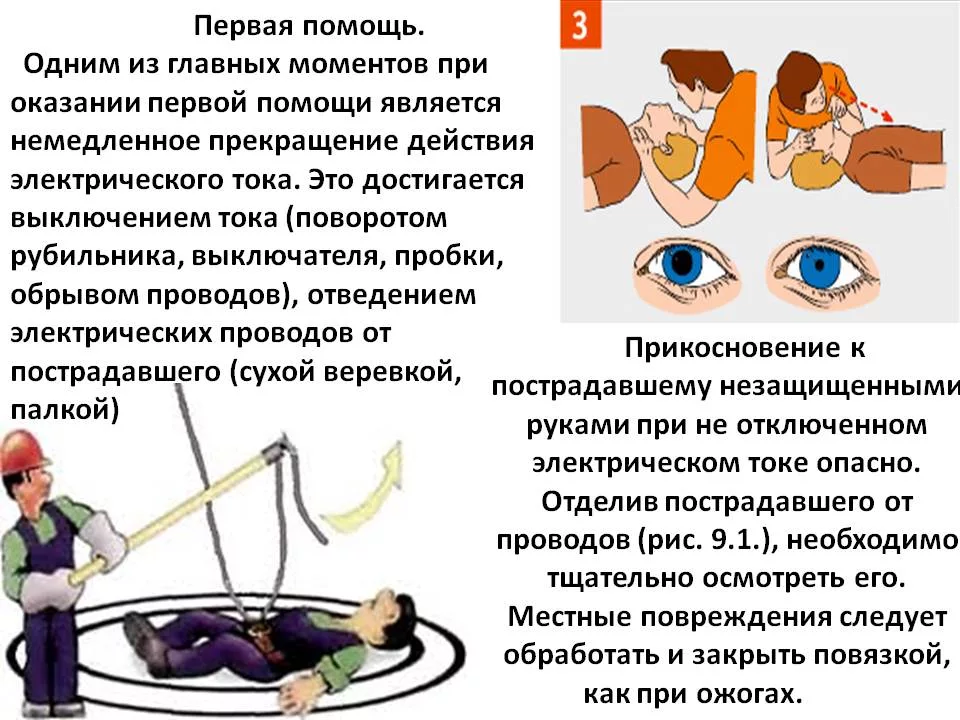 Первая помощь.
Одним из главных моментов при
оказании первой помощи является
немедленное прекращение действия
электрического тока. Это достигается
выключением тока (поворотом
рубильника, выключателя, пробки,
обрывом проводов), отведением
электрических проводов от
пострадавшего (сухой веревкой,
палкой)
3
Прикосновение к
пострадавшему незащищенными
руками при не отключенном
электрическом токе опасно.
Отделив пострадавшего от
проводов (рис. 9.1.), необходимо
тщательно осмотреть его.
Местные повреждения следует
обработать и закрыть повязкой,
как при ожогах.